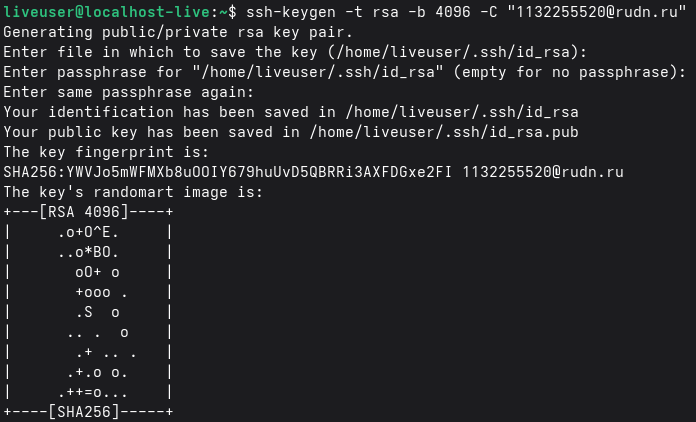 liveuser@localhost-live:~$ ssh-keygen -t rsa -b 4096 -C "1132255520@rudn.ru"
Generating public/private rsa key pair.
Enter file in which to save the key (/home/liveuser/.ssh/id_rsa):
Enter passphrase for "/home/liveuser/.ssh/id_rsa" (empty for no passphrase):
Enter same passphrase again:
Your identification has been saved in /home/liveuser/.ssh/id_rsa
Your public key has been saved in /home/liveuser/.ssh/id_rsa.pub
The key fingerprint is:
SHA256:YWVJo5mWFMXb8uOOIY679huUvD5QBRRi3AXFDGxe2FI 1132255520@rudn.ru
The key's randomart image is:
+---[RSA 4096]----+
|     .o+O^E.     |
|     ..o*BO.     |
|       oO+ o     |
|       +ooo .    |
|       .S  o     |
|      .. .  o    |
|       .+ .. .   |
|      .+.o o.    |
|     .++=o...    |
+----[SHA256]-----+